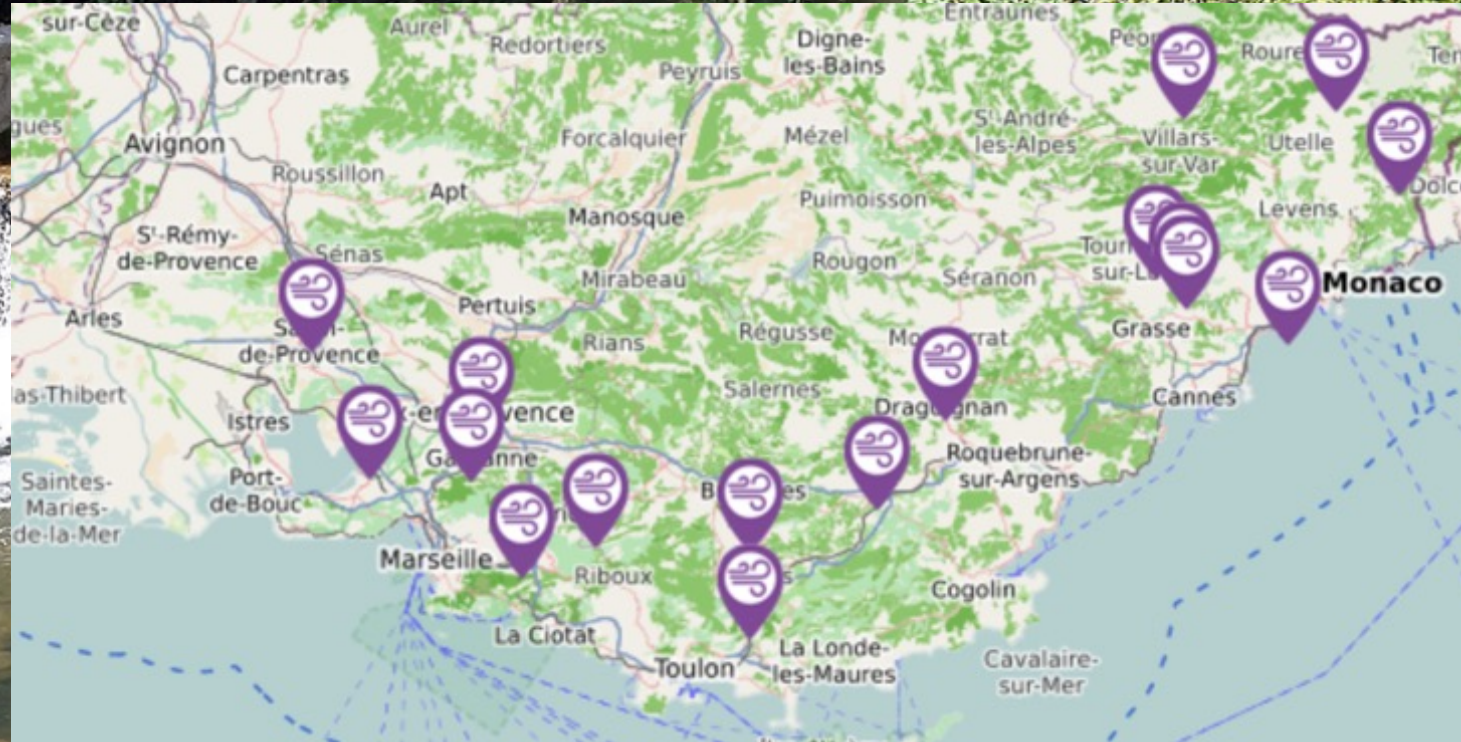 sur-Cèze
Aurel
Redortiers
Entraunes
Digne-
les-Bains
Carpentras
Peyruis
Avignon
Forcalquier
Mézel
Sᵗ-André-
les-Alpes
Villars-
sur-Var
Utelle
Roussillon
Apt
Puimoisson
Levens
Manosque
Sᵗ-Rémy-
de-Provence
Sénas
Mirabeau
Rougon
Séranon
Monaco
Arles
Pertuis
Rians
Régusse
Grasse
de-Provence
Salernes
Cannes
Istres
Port-
de-Bouc
Roquebrune-
sur-Argens
Saintes-
Maries-
de-la-Mer
Marseille
Riboux
Cogolin
La Ciotat
Toulon
La Londe-
les-Maures
Cavalaire-
sur-Mer